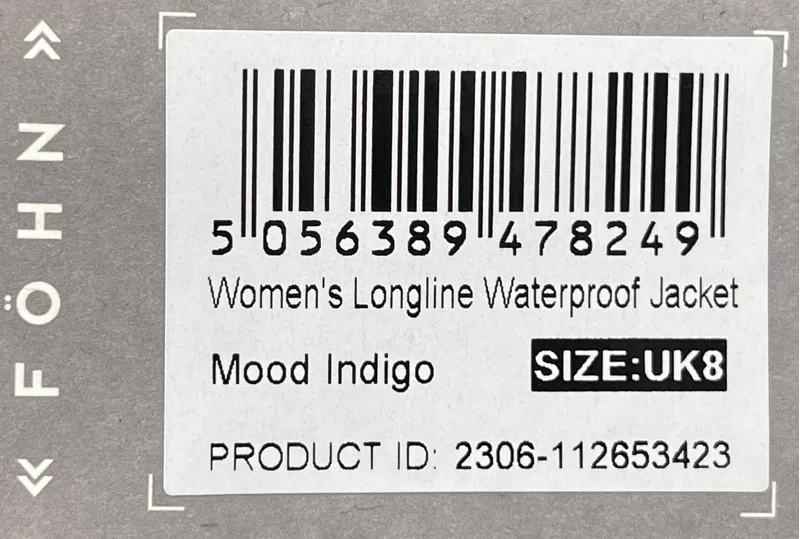 FÖHN
5 056389 478249
Women's Longline Waterproof Jacket
Mood Indigo
SIZE:UK8
PRODUCT ID: 2306-112653423